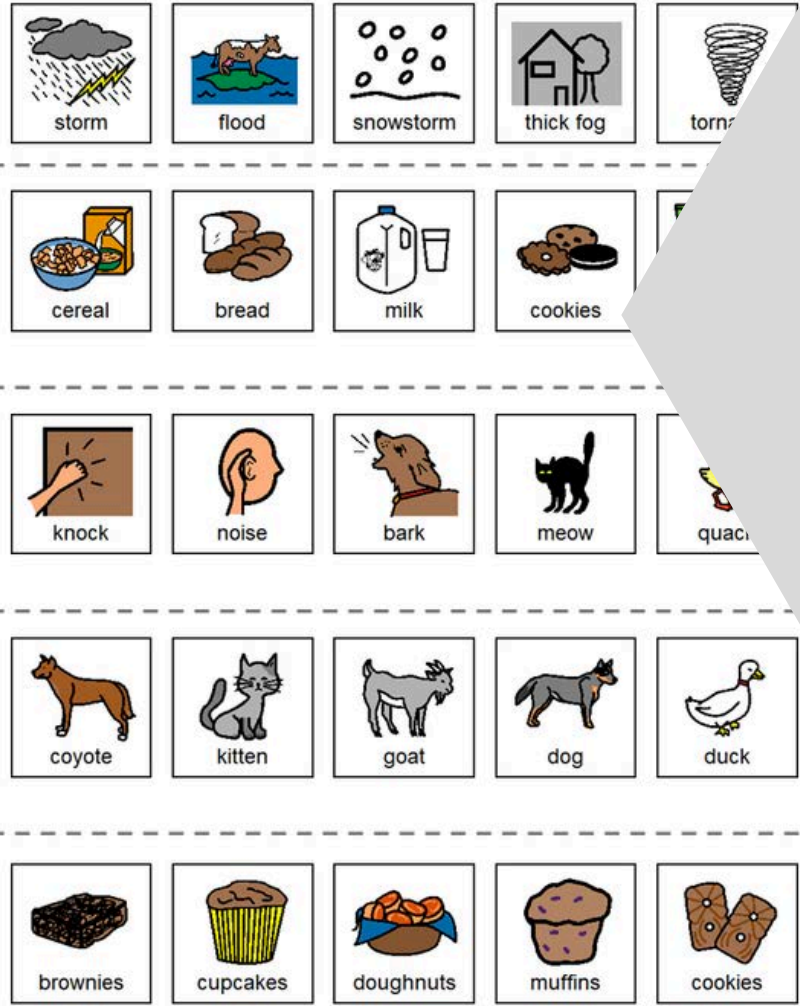 storm flood snowstorm thick fog
cereal bread milk cookies
knock noise bark meow
coyote kitten goat dog duck
brownies cupcakes doughnuts muffins cookies